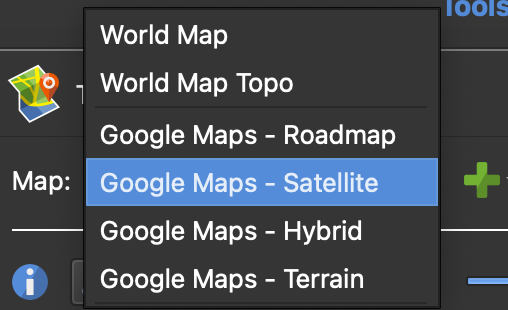 Tools
World Map
World Map Topo
T
Google Maps - Roadmap
Map:
Google Maps - Satellite
Google Maps - Hybrid
Google Maps - Terrain